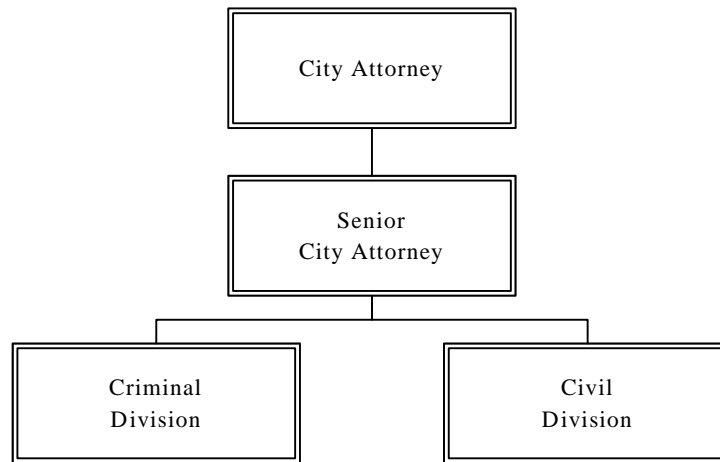 City Attorney
Senior
City Attorney
Criminal
Division
Civil
Division